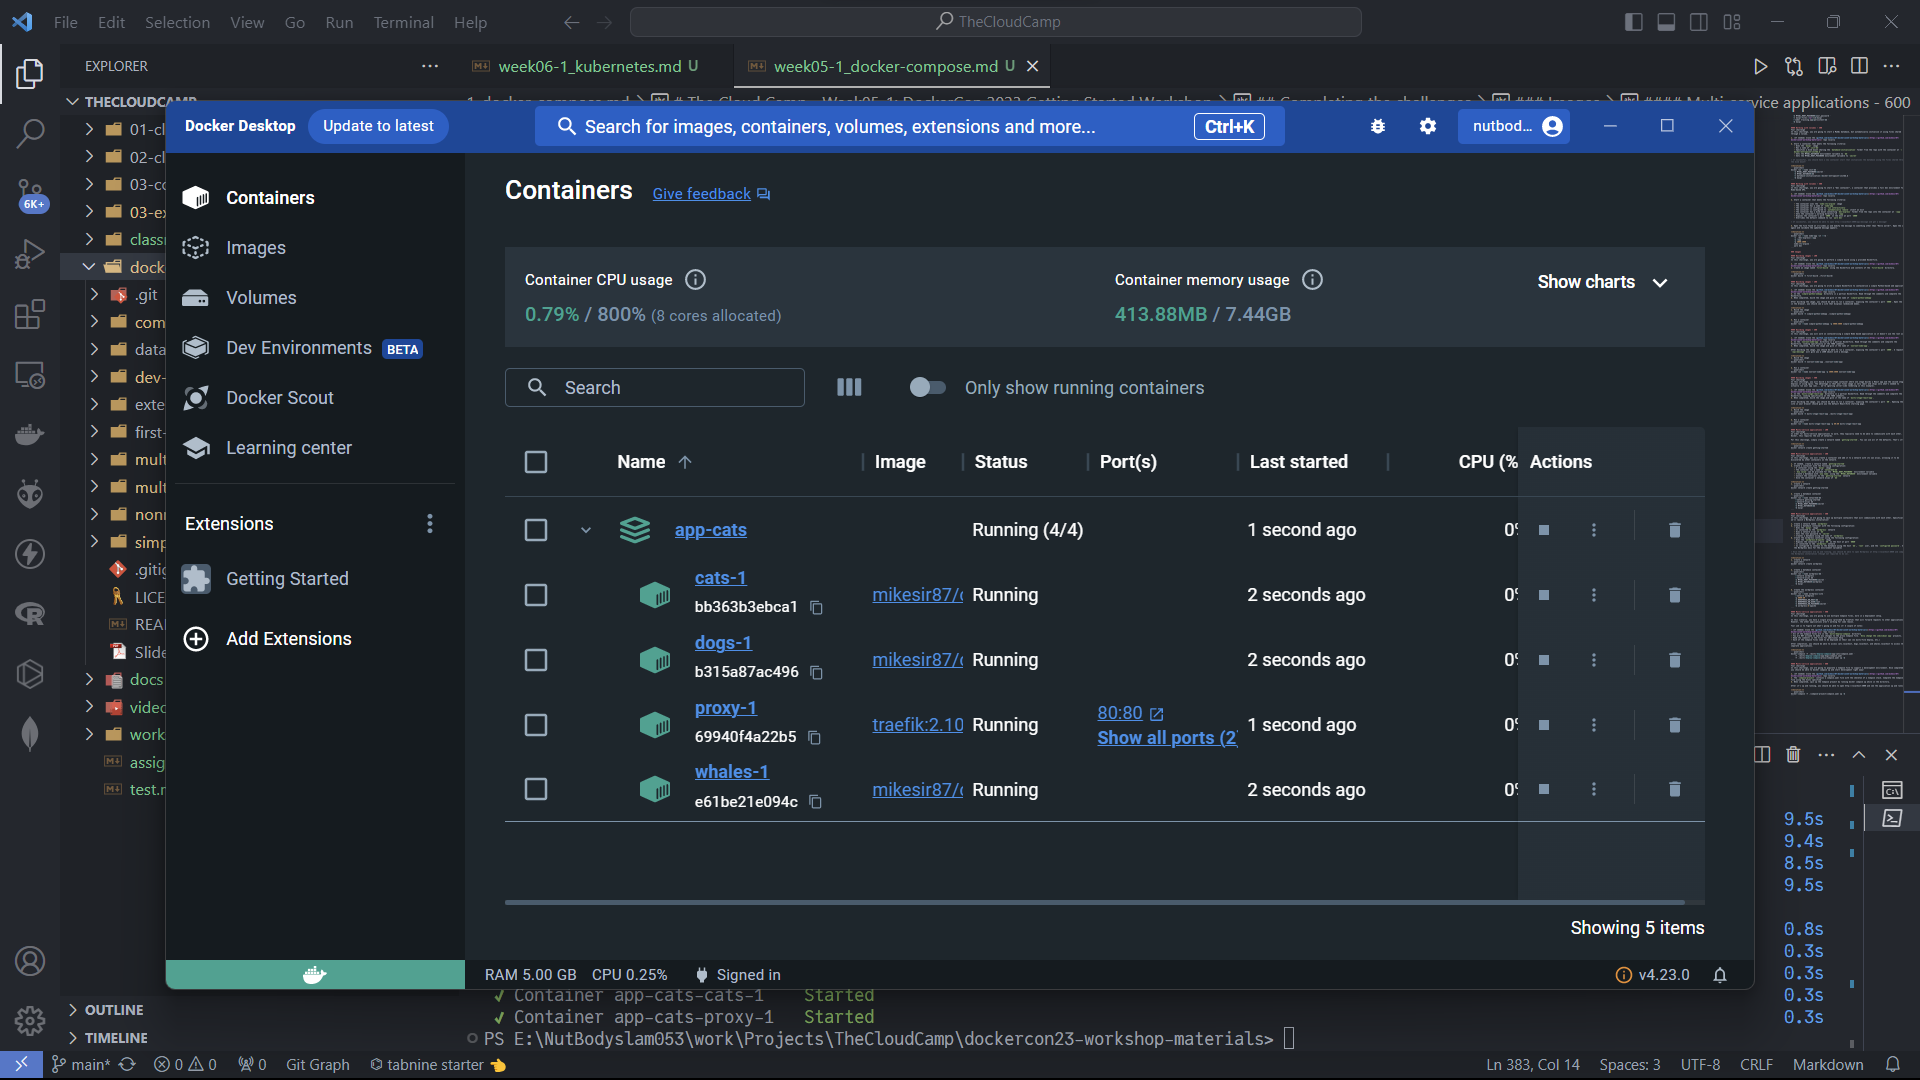 File Edit Selection View Go Run Terminal Help
TheCloudCamp
EXPLORER
week06-1_kubernetes.md U
week05-1_docker-compose.md U
THECLOUDCAMP
Docker Desktop
Update to latest
Search for images, containers, volumes, extensions and more...
Ctrl+K
nutbod...
01-cl
02-cl
03-co
03-ex
classr
dock
.git
com
data
dev-
exte
first-
mult
mult
nonr
simp
.gitig
LICE
REA
Slide
docs
video
work
assig
test.r
6K+
Containers
Images
Volumes
Dev Environments BETA
Docker Scout
Learning center
Extensions
Getting Started
Add Extensions
Containers Give feedback
Container CPU usage
0.79% / 800% (8 cores allocated)
Container memory usage
413.88MB / 7.44GB
Show charts
Search
Only show running containers
Name Image Status Port(s) Last started CPU (% Actions
app-cats Running (4/4) 1 second ago 0%
cats-1
bb363b3ebca1 mikesir87/c Running 2 seconds ago 0%
dogs-1
b315a87ac496 mikesir87/c Running 2 seconds ago 0%
proxy-1
69940f4a22b5 traefik:2.10 Running 80:80 Show all ports (2) 1 second ago 0%
whales-1
e61be21e094c mikesir87/c Running 2 seconds ago 0%
Showing 5 items
RAM 5.00 GB CPU 0.25% Signed in
v4.23.0
9.5s
9.4s
8.5s
9.5s
0.8s
0.3s
0.3s
0.3s
0.3s
✓ Container app-cats-cats-1 Started
✓ Container app-cats-proxy-1 Started
PS E:\NutBodyslam053\work\Projects\TheCloudCamp\dockercon23-workshop-materials>
OUTLINE
TIMELINE
main* 0 0 0 Git Graph tabnine starter
Ln 383, Col 14 Spaces: 3 UTF-8 CRLF Markdown